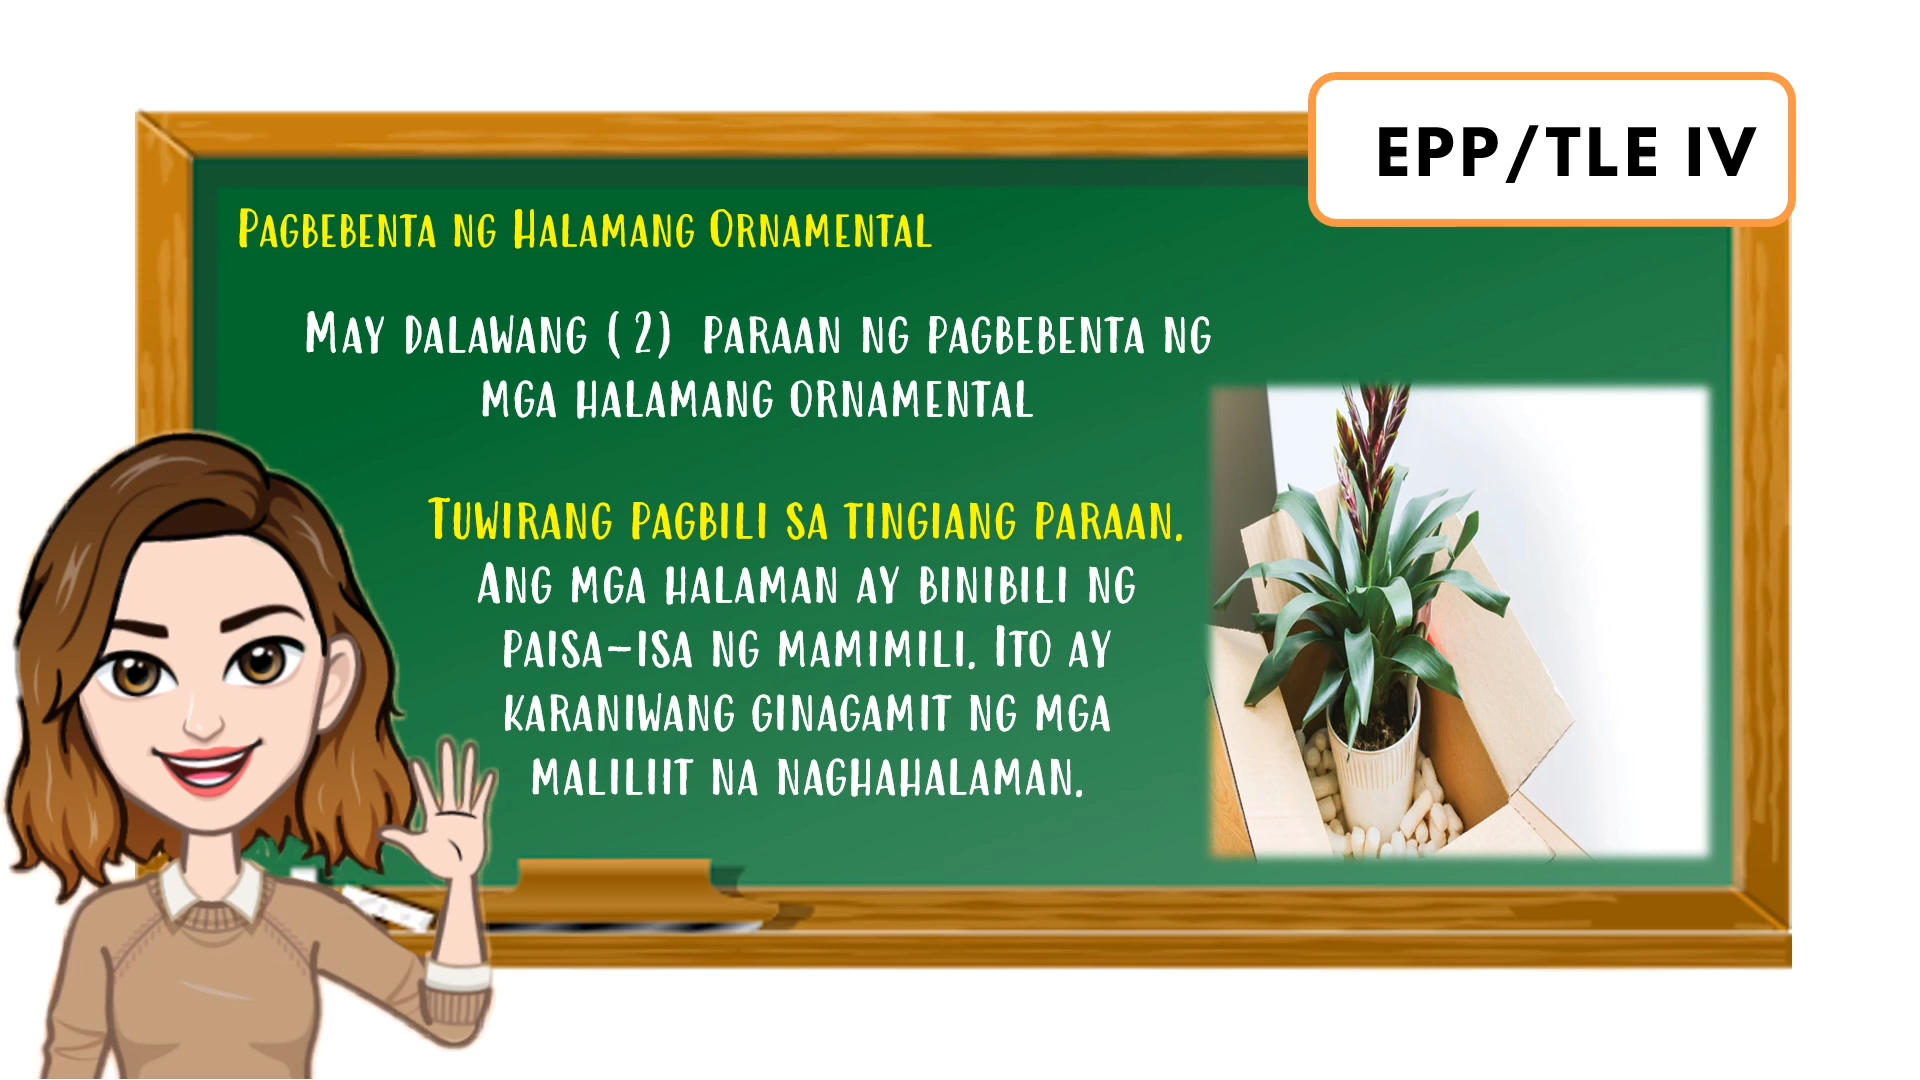 EPP/TLE IV
Pagbebenta ng Halamang Ornamental
May dalawang (2) paraan ng pagbebenta ng
mga halamang ornamental
Tuwirang pagbili sa tingiang paraan.
Ang mga halaman ay binibili ng
paisa-isa ng mamimili. Ito ay
karaniwang ginagamit ng mga
maliliit na naghahalaman.